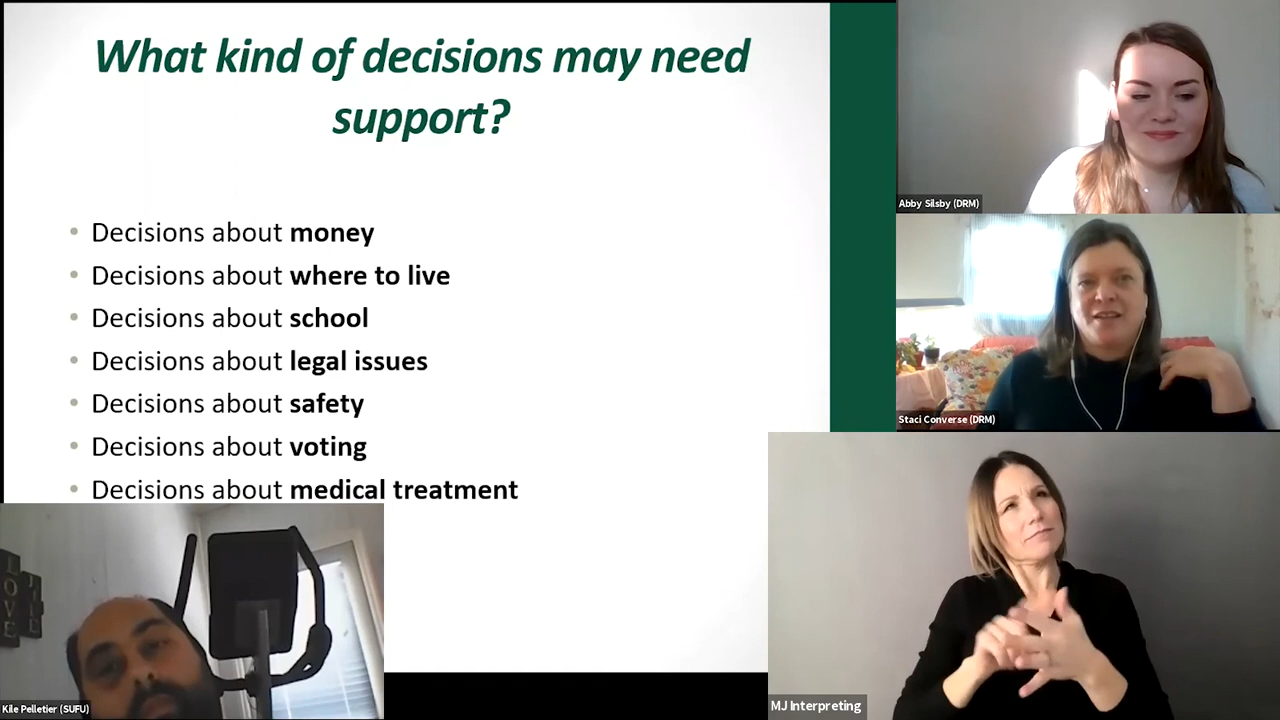 What kind of decisions may need
support?
• Decisions about money
• Decisions about where to live
• Decisions about school
• Decisions about legal issues
• Decisions about safety
• Decisions about voting
• Decisions about medical treatment
Abby Silsby (DRM)
Staci Converse (DRM)
MJ Interpreting
LOVE
Kile Pelletier (SUFU)